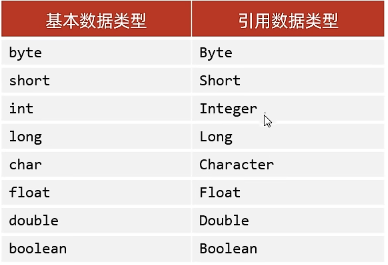 基本数据类型 引用数据类型
byte Byte
short Short
int Integer
long Long
char Character
float Float
double Double
boolean Boolean